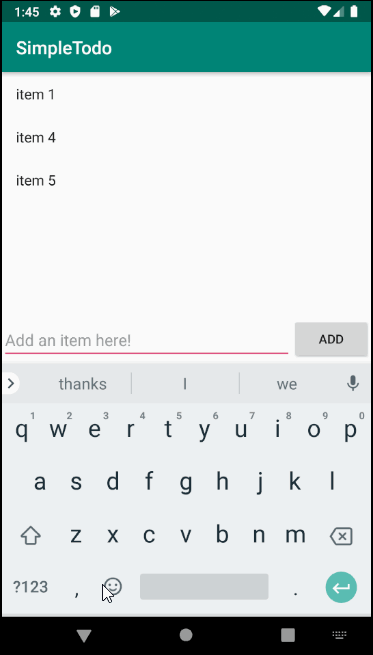 1:45
SimpleTodo
item 1
item 4
item 5
Add an item here! ADD
thanks I we
1 2 3 4 5 6 7 8 9 0
q w e r t y u i o p
a s d f g h j k l
z x c v b n m
?123 , .